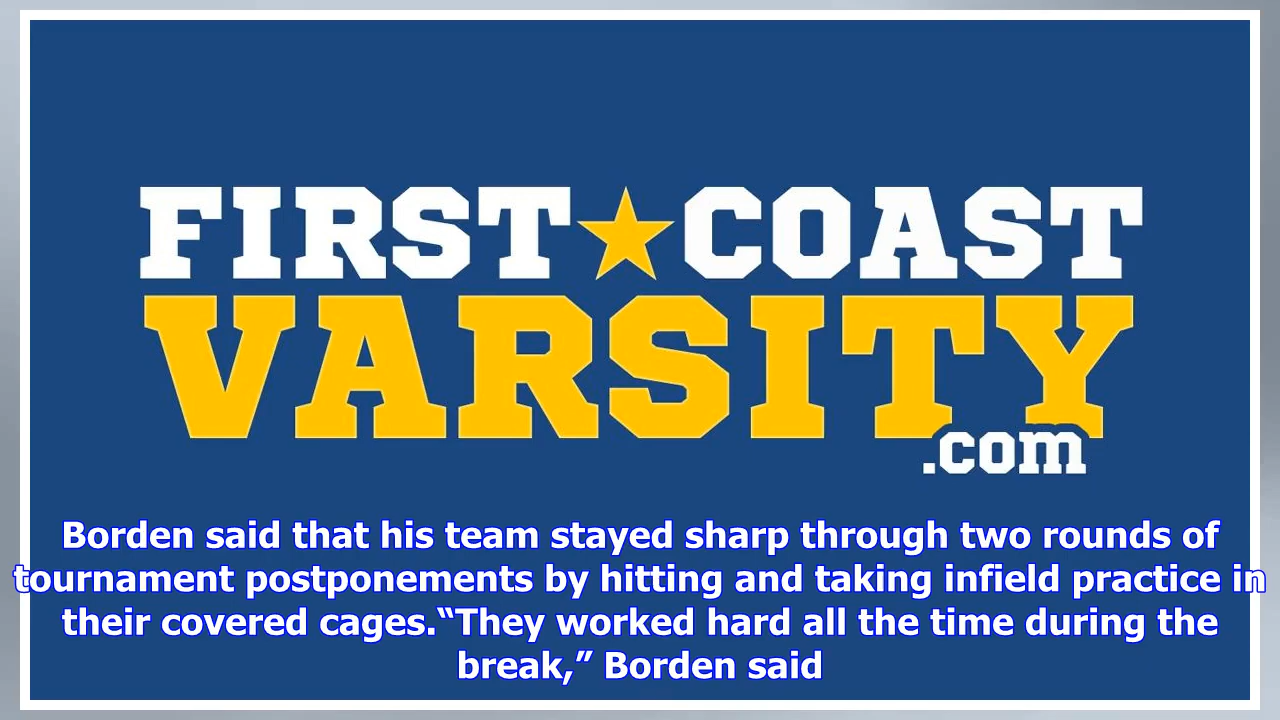 FIRST★COAST
VARSITY
.com
Borden said that his team stayed sharp through two rounds of
tournament postponements by hitting and taking infield practice in
their covered cages.“They worked hard all the time during the
break,” Borden said